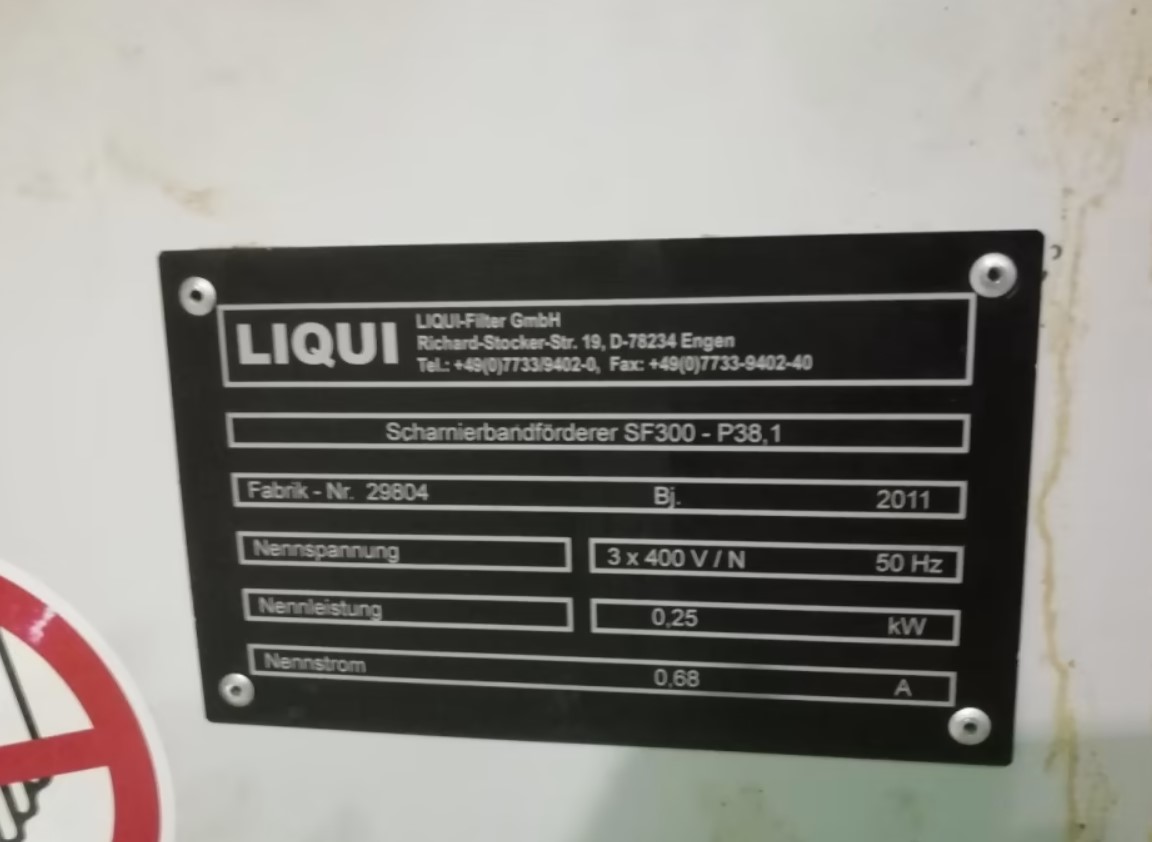 LIQUI
LIQUI-Filter GmbH
Richard-Stocker-Str. 19, D-78234 Engen
Tel.: +49(0)7733/9402-0, Fax: +49(0)7733-9402-40
Scharnierbandförderer SF300 - P38,1
Fabrik - Nr. 29804 Bj. 2011
Nennspannung 3 x 400 V / N 50 Hz
Nennleistung 0,25 kW
Nennstrom 0,68 A